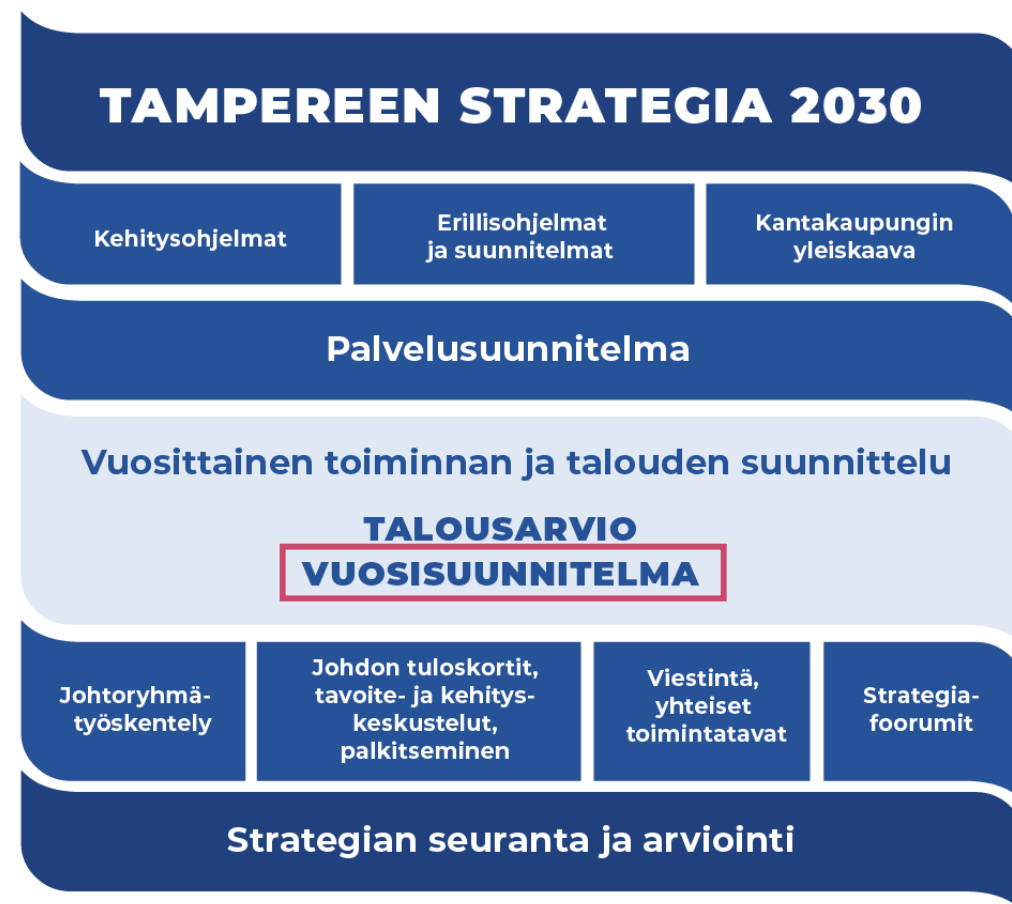 TAMPEREEN STRATEGIA 2030
Kehitysohjelmat
Erillisohjelmat
ja suunnitelmat
Kantakaupungin
yleiskaava
Palvelusuunnitelma
Vuosittainen toiminnan ja talouden suunnittelu
TALOUSARVIO
VUOSISUUNNITELMA
Johtoryhmä-
työskentely
Johdon tuloskortit,
tavoite- ja kehitys-
keskustelut,
palkitseminen
Viestintä,
yhteiset
toimintatavat
Strategia-
foorumit
Strategian seuranta ja arviointi